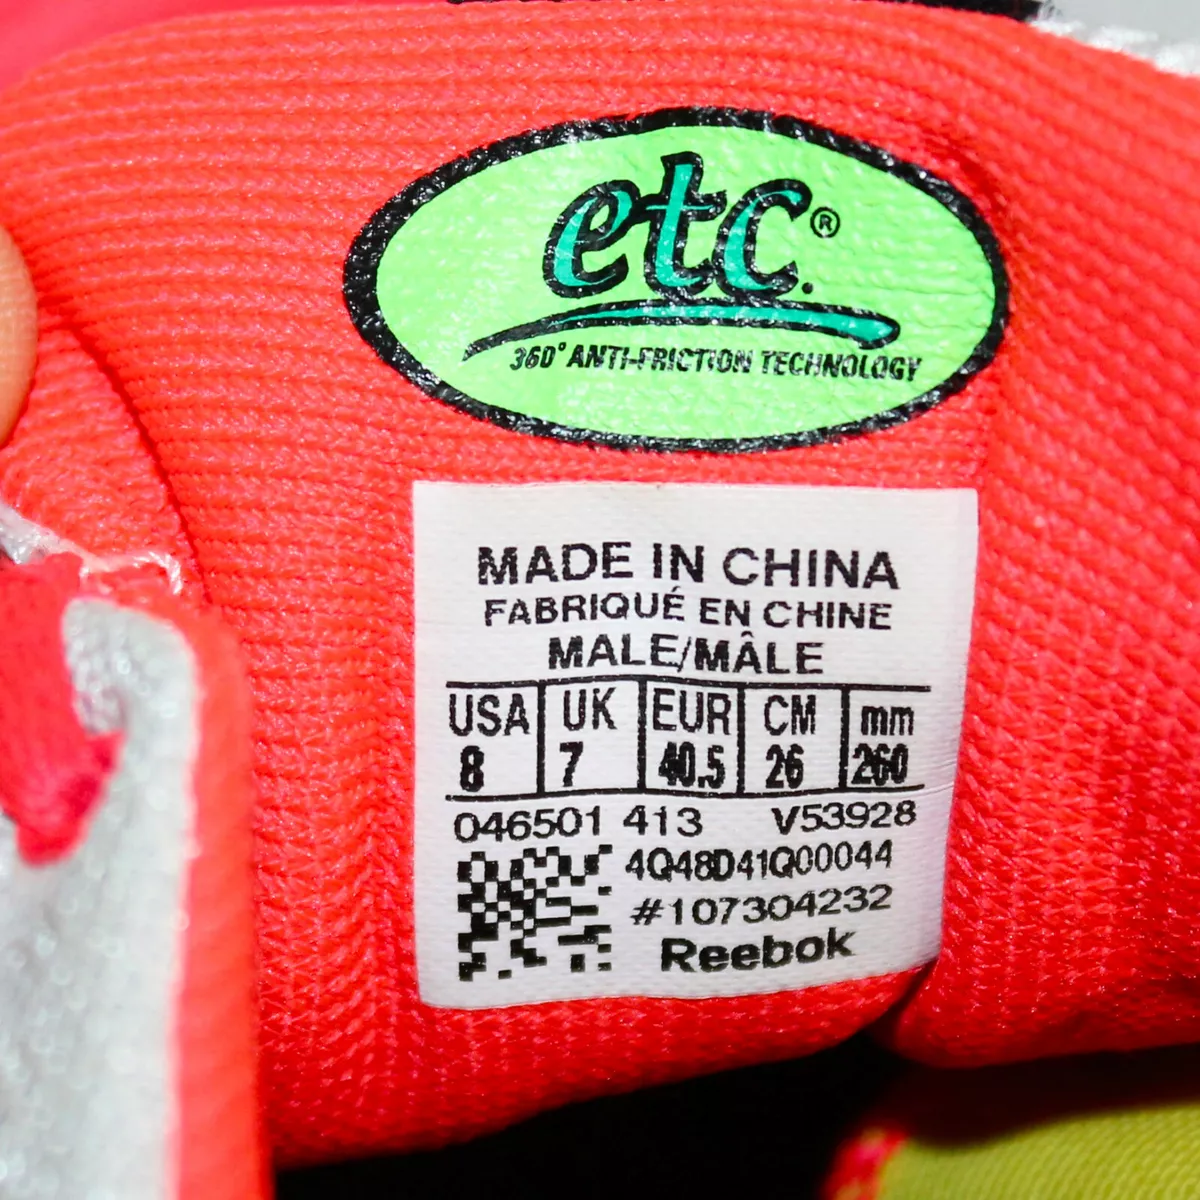 etc.®
360° ANTI-FRICTION TECHNOLOGY
MADE IN CHINA
FABRIQUÉ EN CHINE
MALE/MÂLE
USA UK EUR CM mm
8 7 40.5 26 260
046501 413 V53928
4Q48D41Q00044
#107304232
Reebok